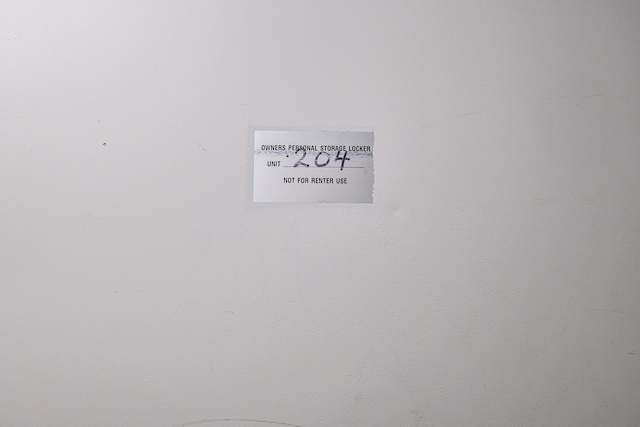 OWNERS PERSONAL STORAGE LOCKER
UNIT 204
NOT FOR RENTER USE